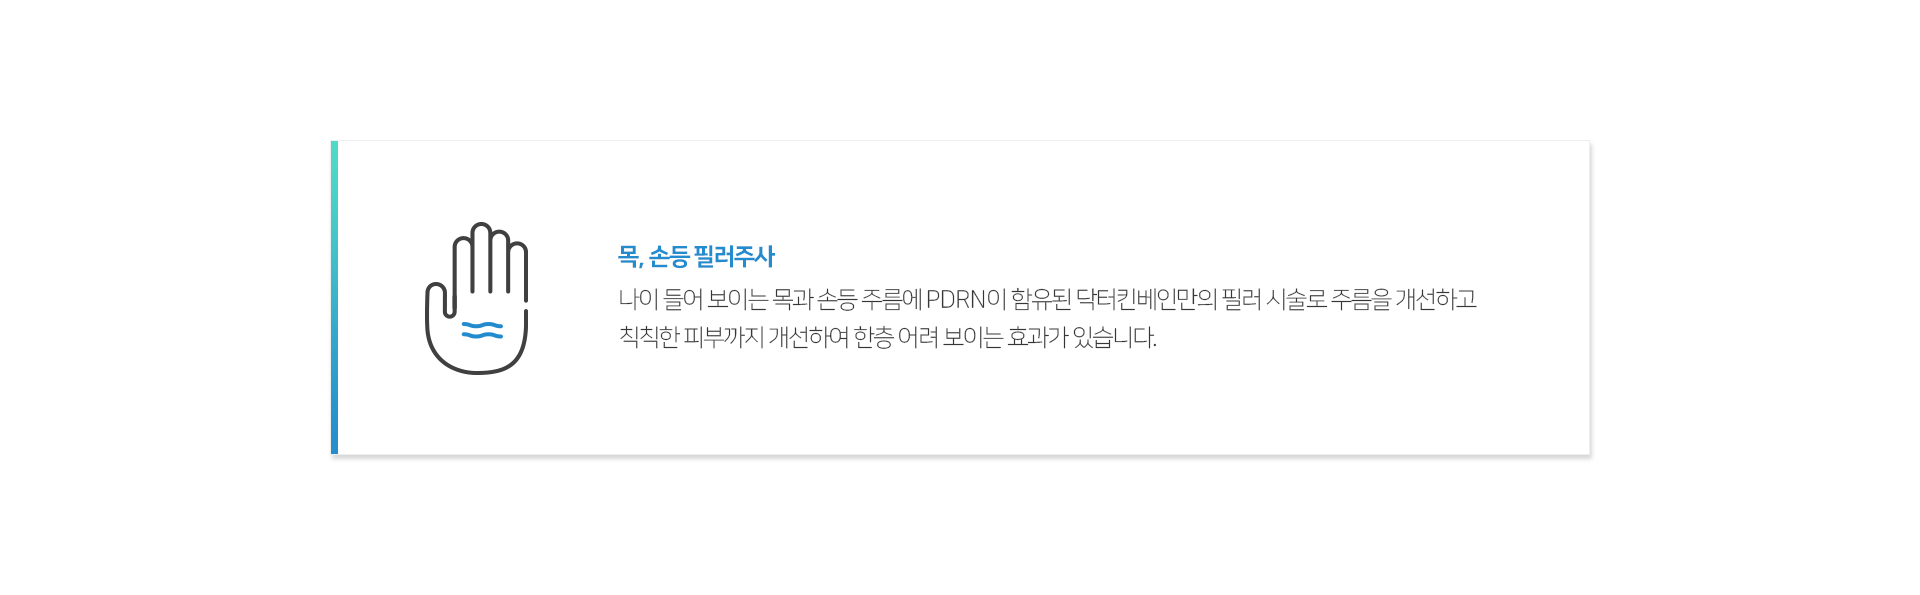 목, 손등 필러주사
나이 들어 보이는 목과 손등 주름에 PDRN이 함유된 닥터킨베인만의 필러 시술로 주름을 개선하고
칙칙한 피부까지 개선하여 한층 어려 보이는 효과가 있습니다.